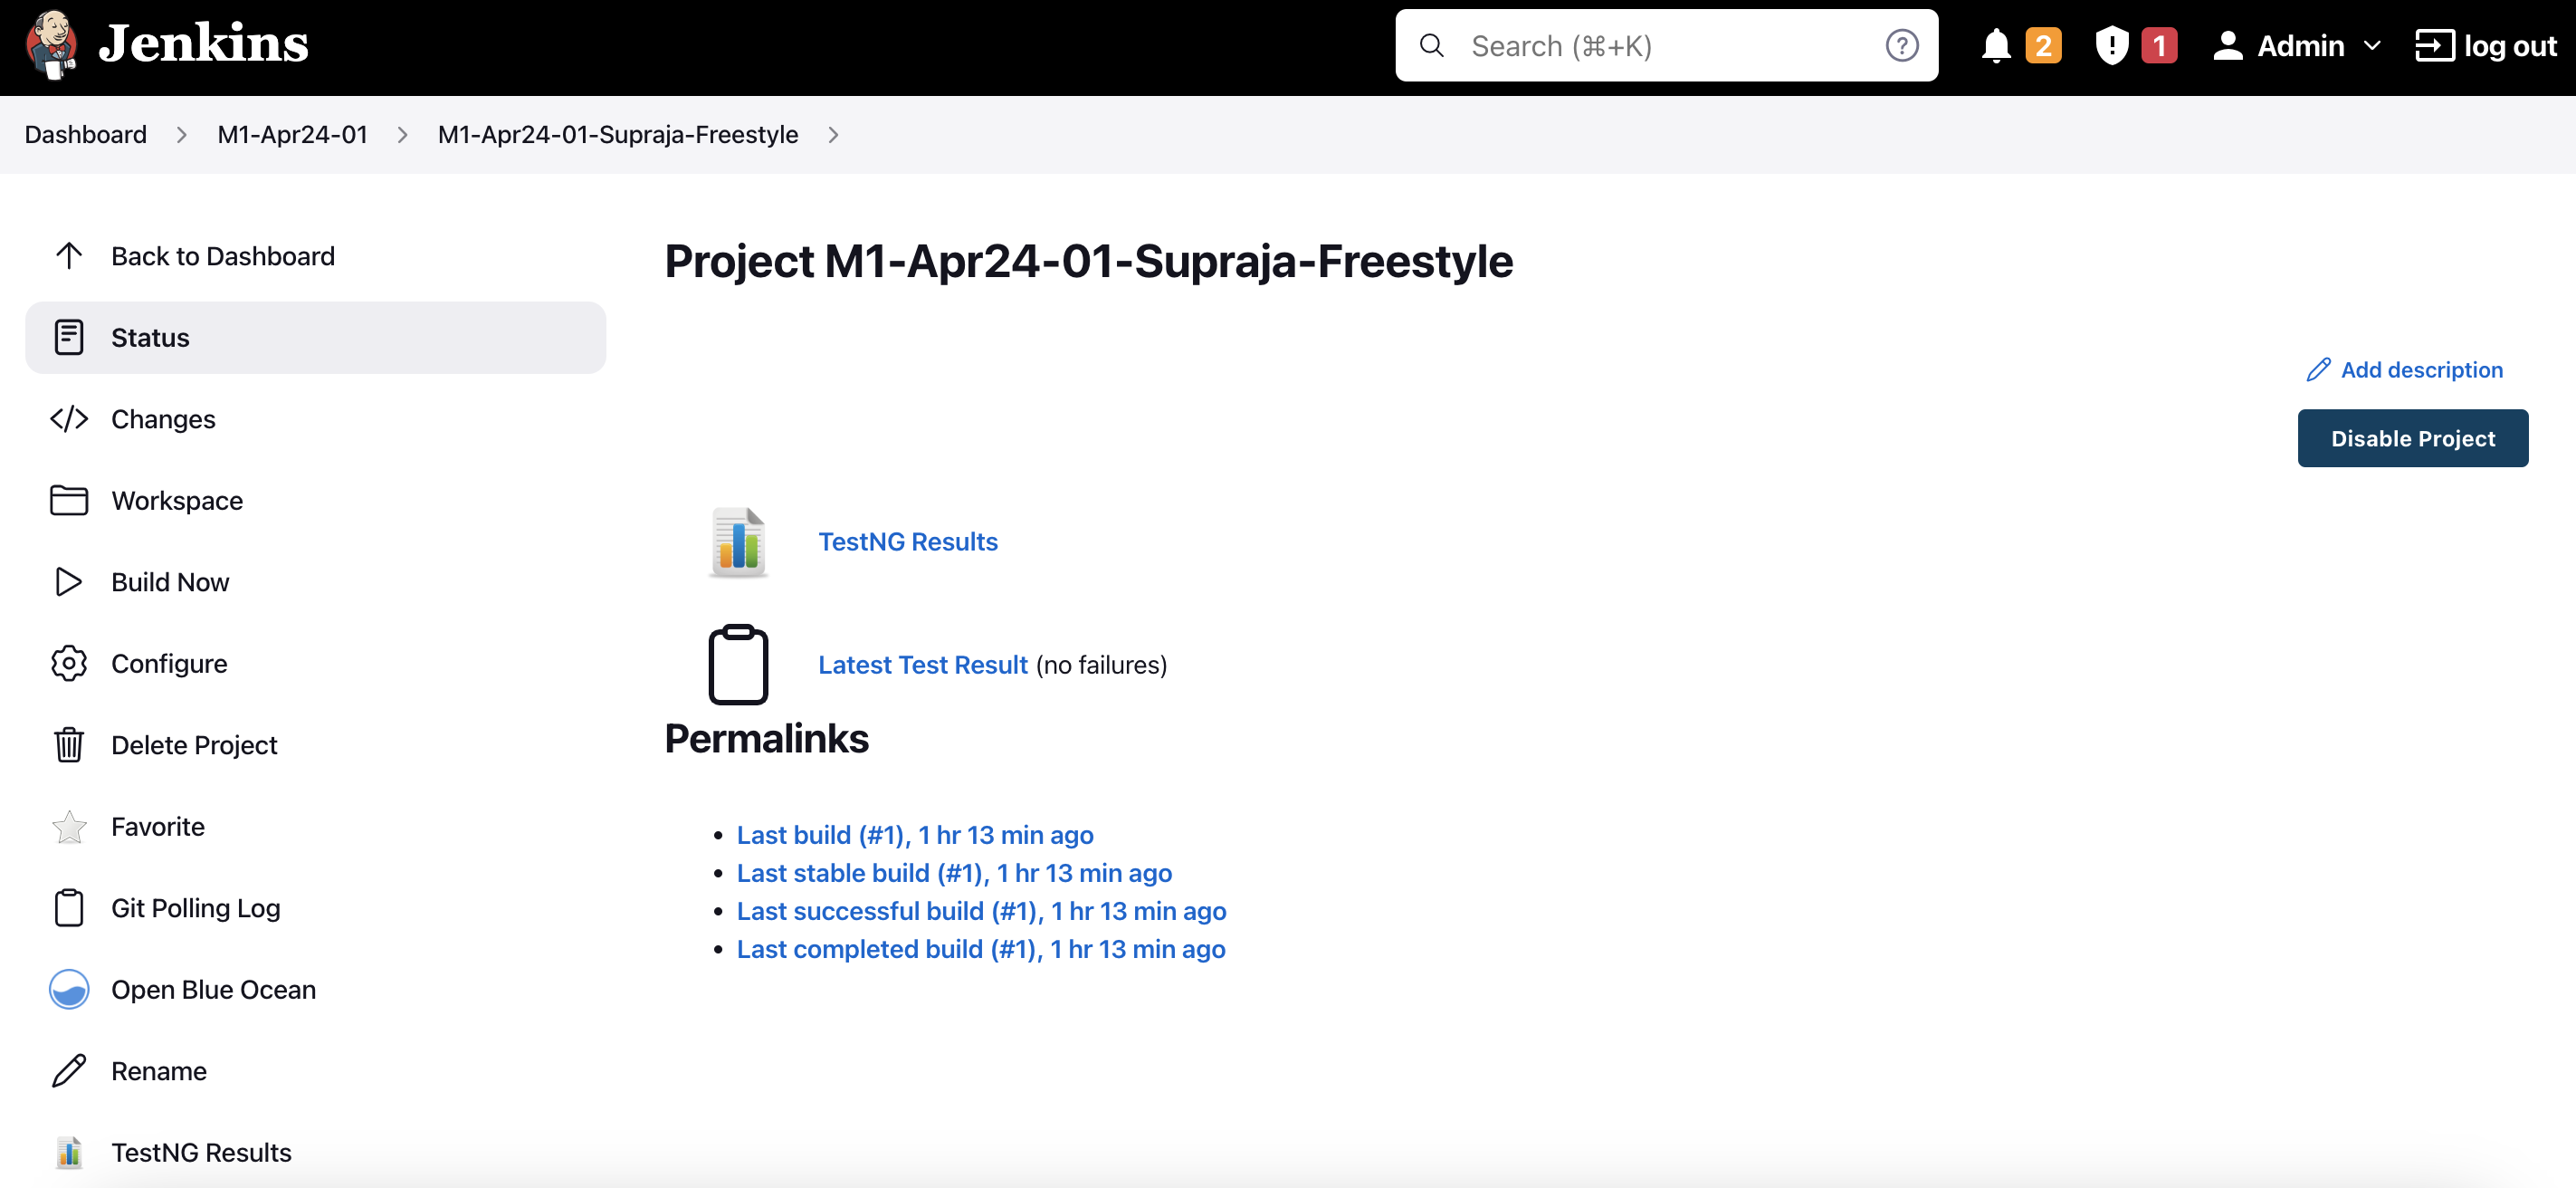 Jenkins
Search (⌘+K)
2
1
Admin
log out
Dashboard
M1-Apr24-01
M1-Apr24-01-Supraja-Freestyle
Back to Dashboard
Status
Changes
Workspace
Build Now
Configure
Delete Project
Favorite
Git Polling Log
Open Blue Ocean
Rename
TestNG Results
Project M1-Apr24-01-Supraja-Freestyle
Add description
Disable Project
TestNG Results
Latest Test Result (no failures)
Permalinks
Last build (#1), 1 hr 13 min ago
Last stable build (#1), 1 hr 13 min ago
Last successful build (#1), 1 hr 13 min ago
Last completed build (#1), 1 hr 13 min ago